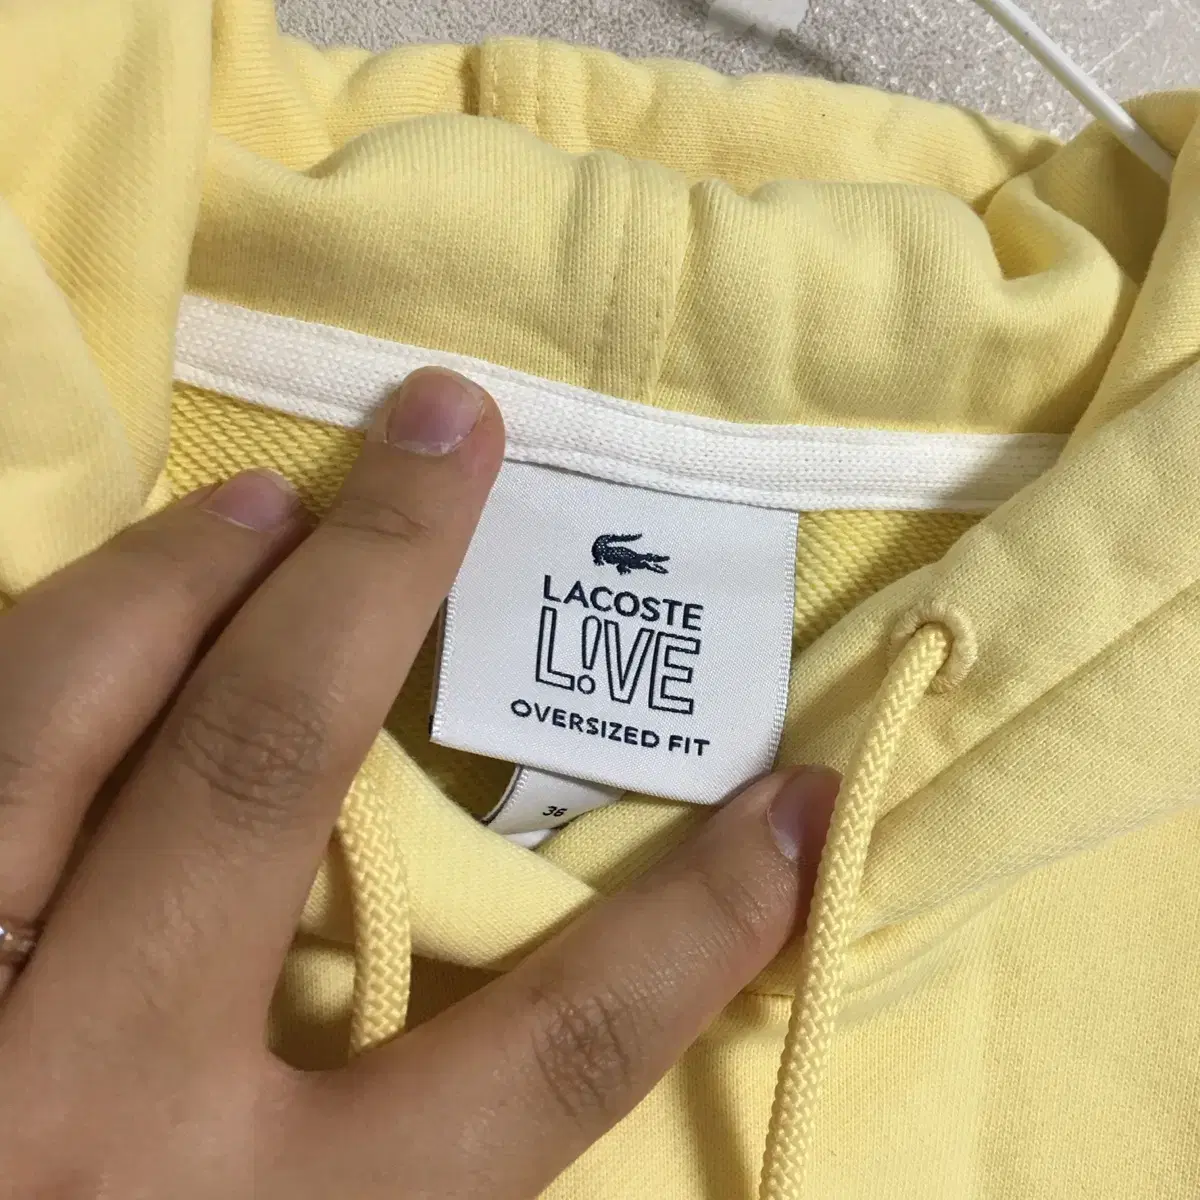 LACOSTE
L!VE
OVERSIZED FIT
36